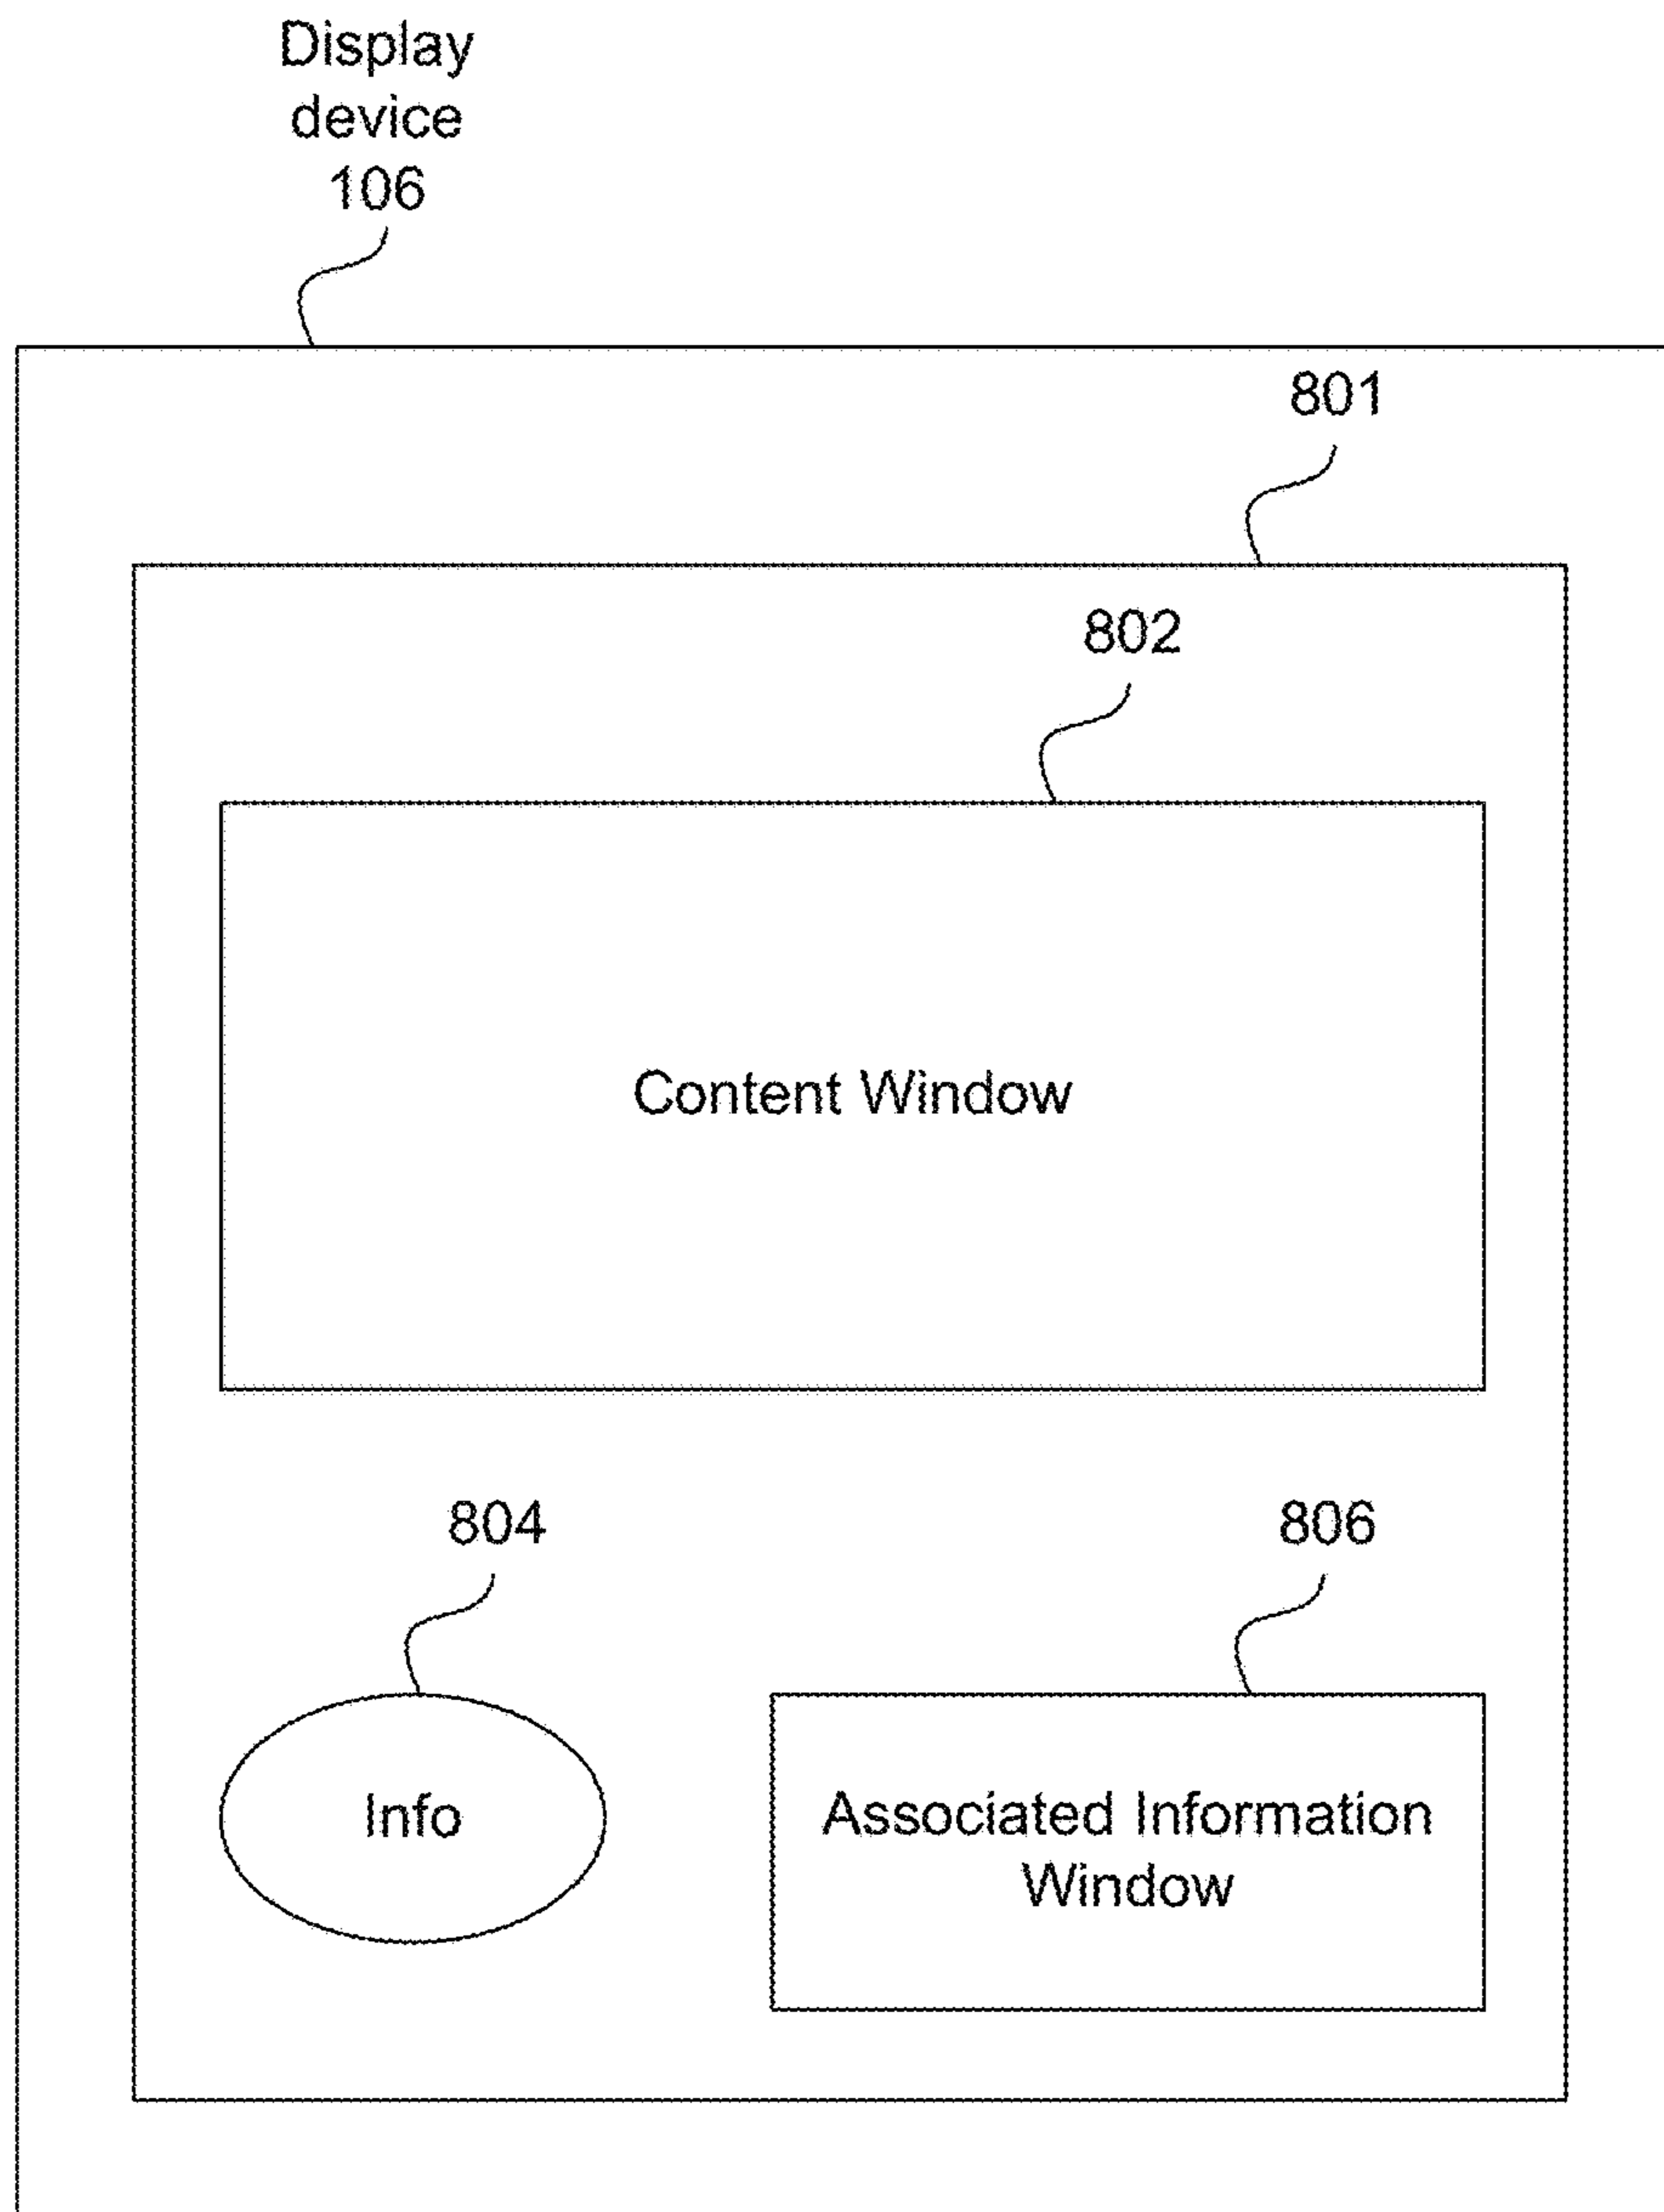 Display
device
106
801
802
Content Window
804
806
Info
Associated Information
Window